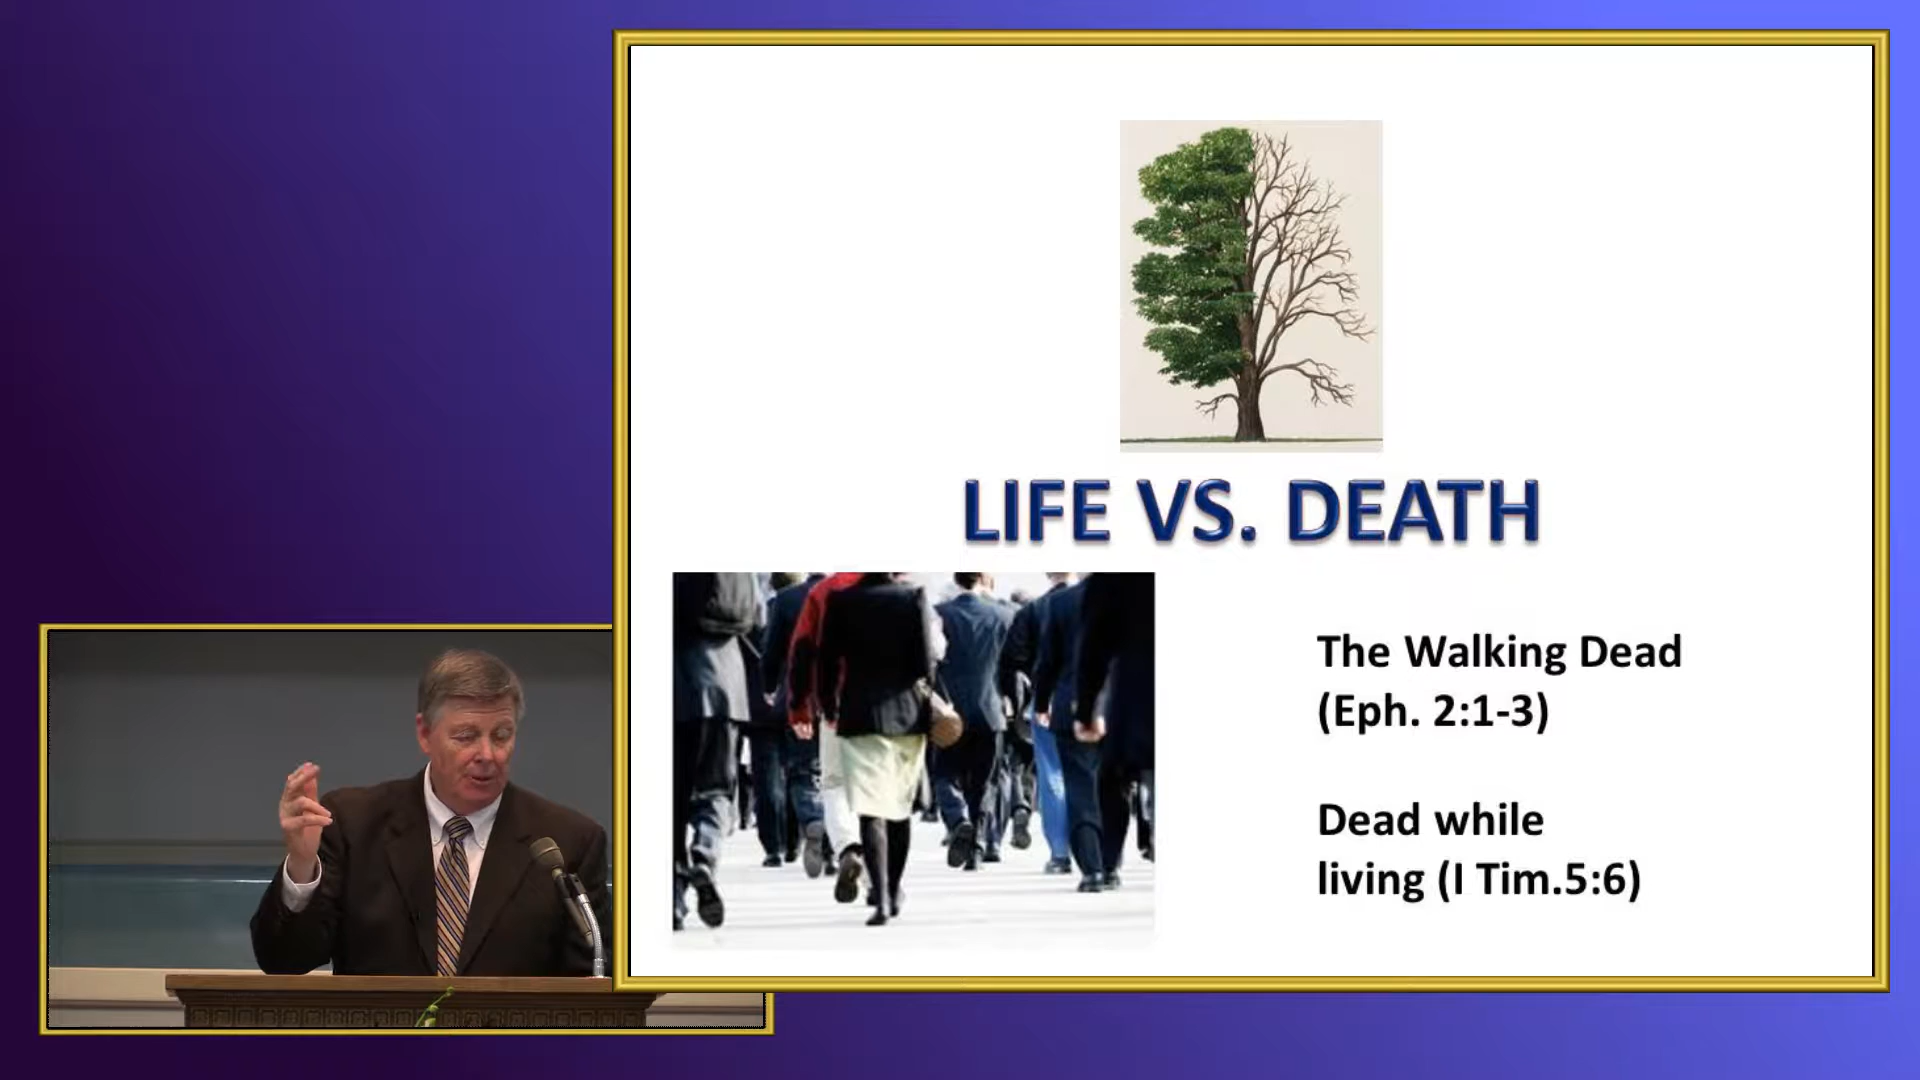 LIFE VS. DEATH
The Walking Dead
(Eph. 2:1-3)
Dead while
living (I Tim.5:6)